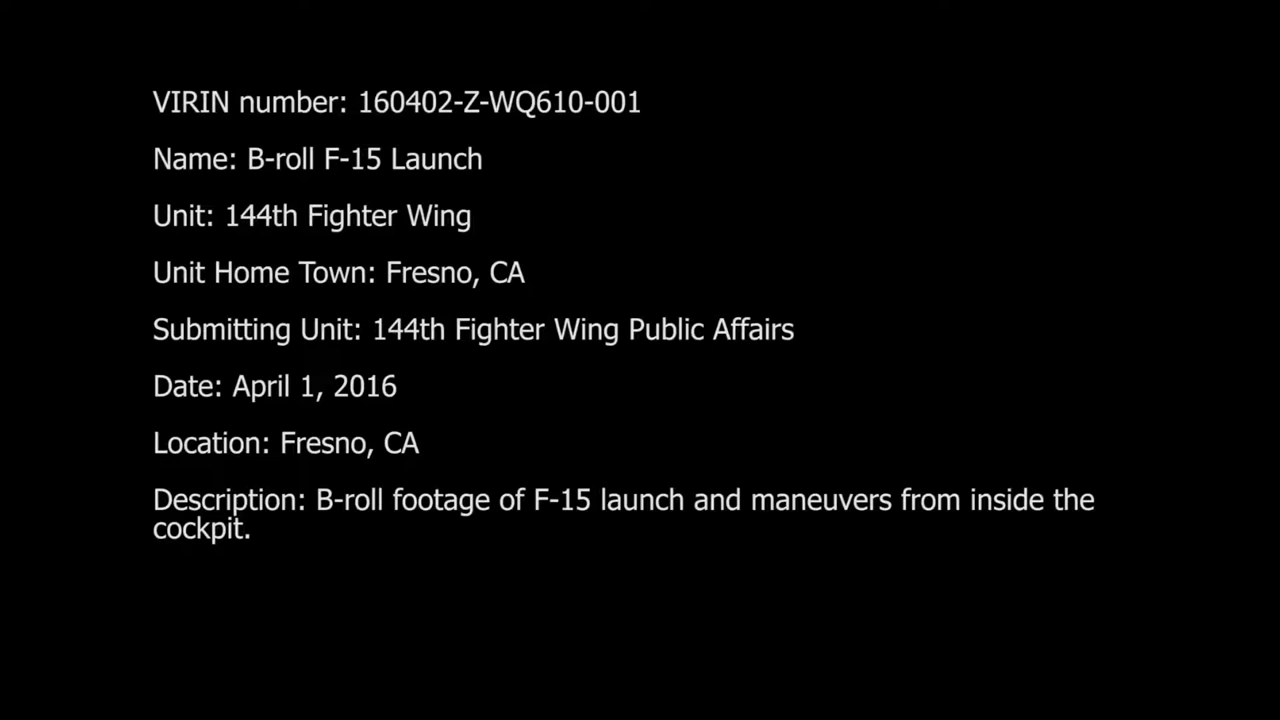 VIRIN number: 160402-Z-WQ610-001
Name: B-roll F-15 Launch
Unit: 144th Fighter Wing
Unit Home Town: Fresno, CA
Submitting Unit: 144th Fighter Wing Public Affairs
Date: April 1, 2016
Location: Fresno, CA
Description: B-roll footage of F-15 launch and maneuvers from inside the
cockpit.